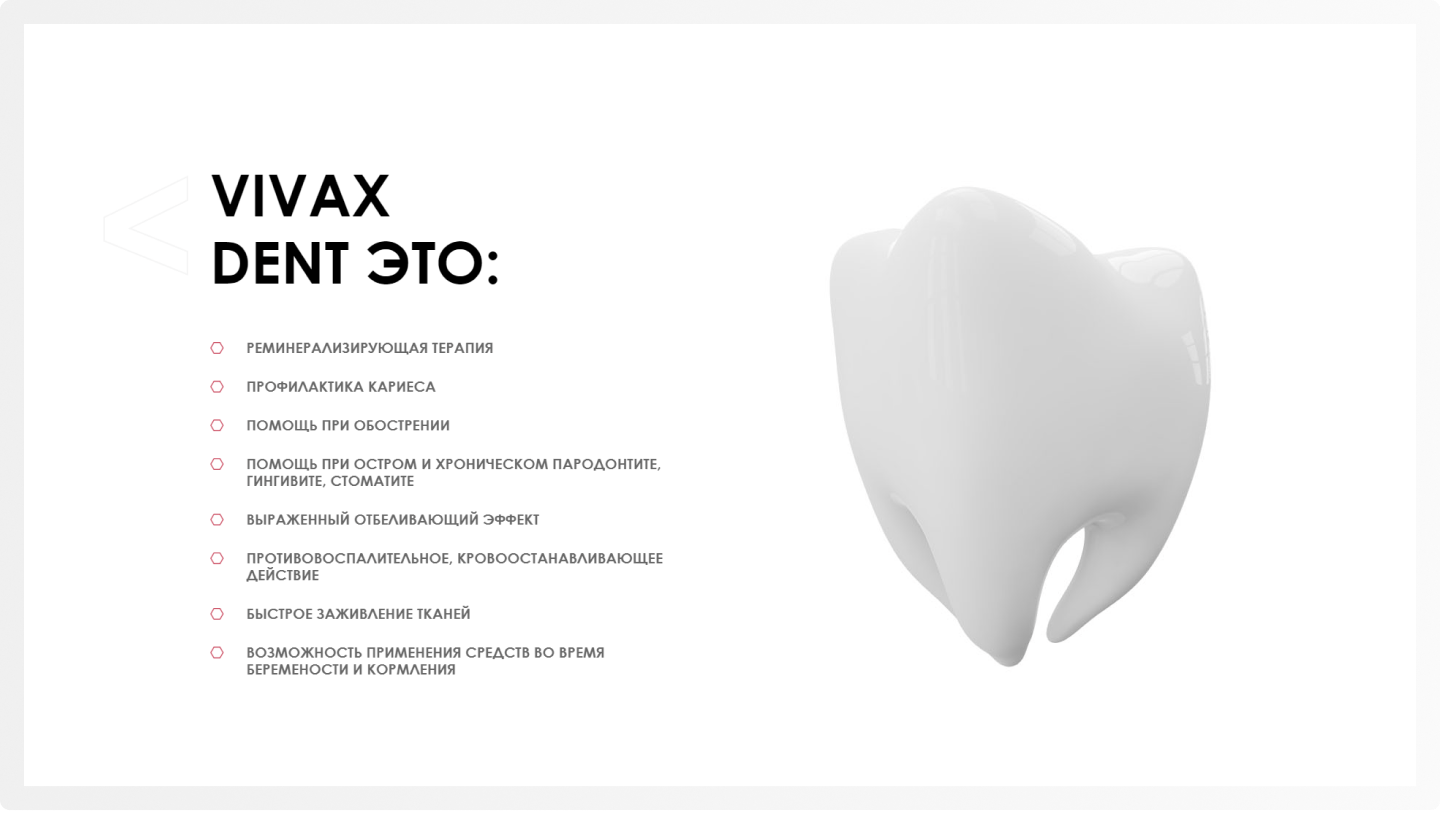 VIVAX
DENT ЭТО:
РЕМИНЕРАЛИЗИРУЮЩАЯ ТЕРАПИЯ
ПРОФИЛАКТИКА КАРИЕСА
ПОМОЩЬ ПРИ ОБОСТРЕНИИ
ПОМОЩЬ ПРИ ОСТРОМ И ХРОНИЧЕСКОМ ПАРОДОНТИТЕ,
ГИНГИВИТЕ, СТОМАТИТЕ
ВЫРАЖЕННЫЙ ОТБЕЛИВАЮЩИЙ ЭФФЕКТ
ПРОТИВОВОСПАЛИТЕЛЬНОЕ, КРОВООСТАНАВЛИВАЮЩЕЕ
ДЕЙСТВИЕ
БЫСТРОЕ ЗАЖИВЛЕНИЕ ТКАНЕЙ
ВОЗМОЖНОСТЬ ПРИМЕНЕНИЯ СРЕДСТВ ВО ВРЕМЯ
БЕРЕМЕНОСТИ И КОРМЛЕНИЯ